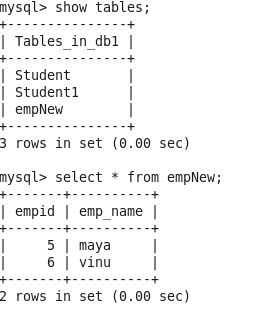 mysql> show tables;
+---------------+
| Tables_in_db1 |
+---------------+
| Student       |
| Student1      |
| empNew        |
+---------------+
3 rows in set (0.00 sec)

mysql> select * from empNew;
+-------+----------+
| empid | emp_name |
+-------+----------+
|     5 | maya     |
|     6 | vinu     |
+-------+----------+
2 rows in set (0.00 sec)